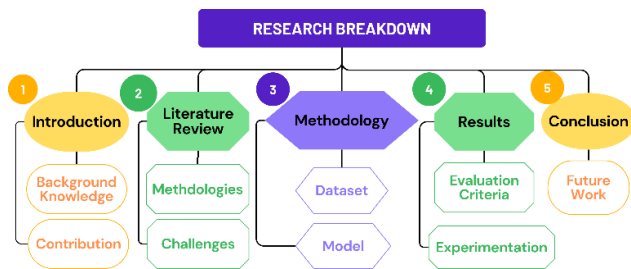 RESEARCH BREAKDOWN
1
Introduction
Background
Knowledge
Contribution
2
Literature
Review
Methdologies
Challenges
3
Methodology
Dataset
Model
4
Results
Evaluation
Criteria
Experimentation
5
Conclusion
Future
Work